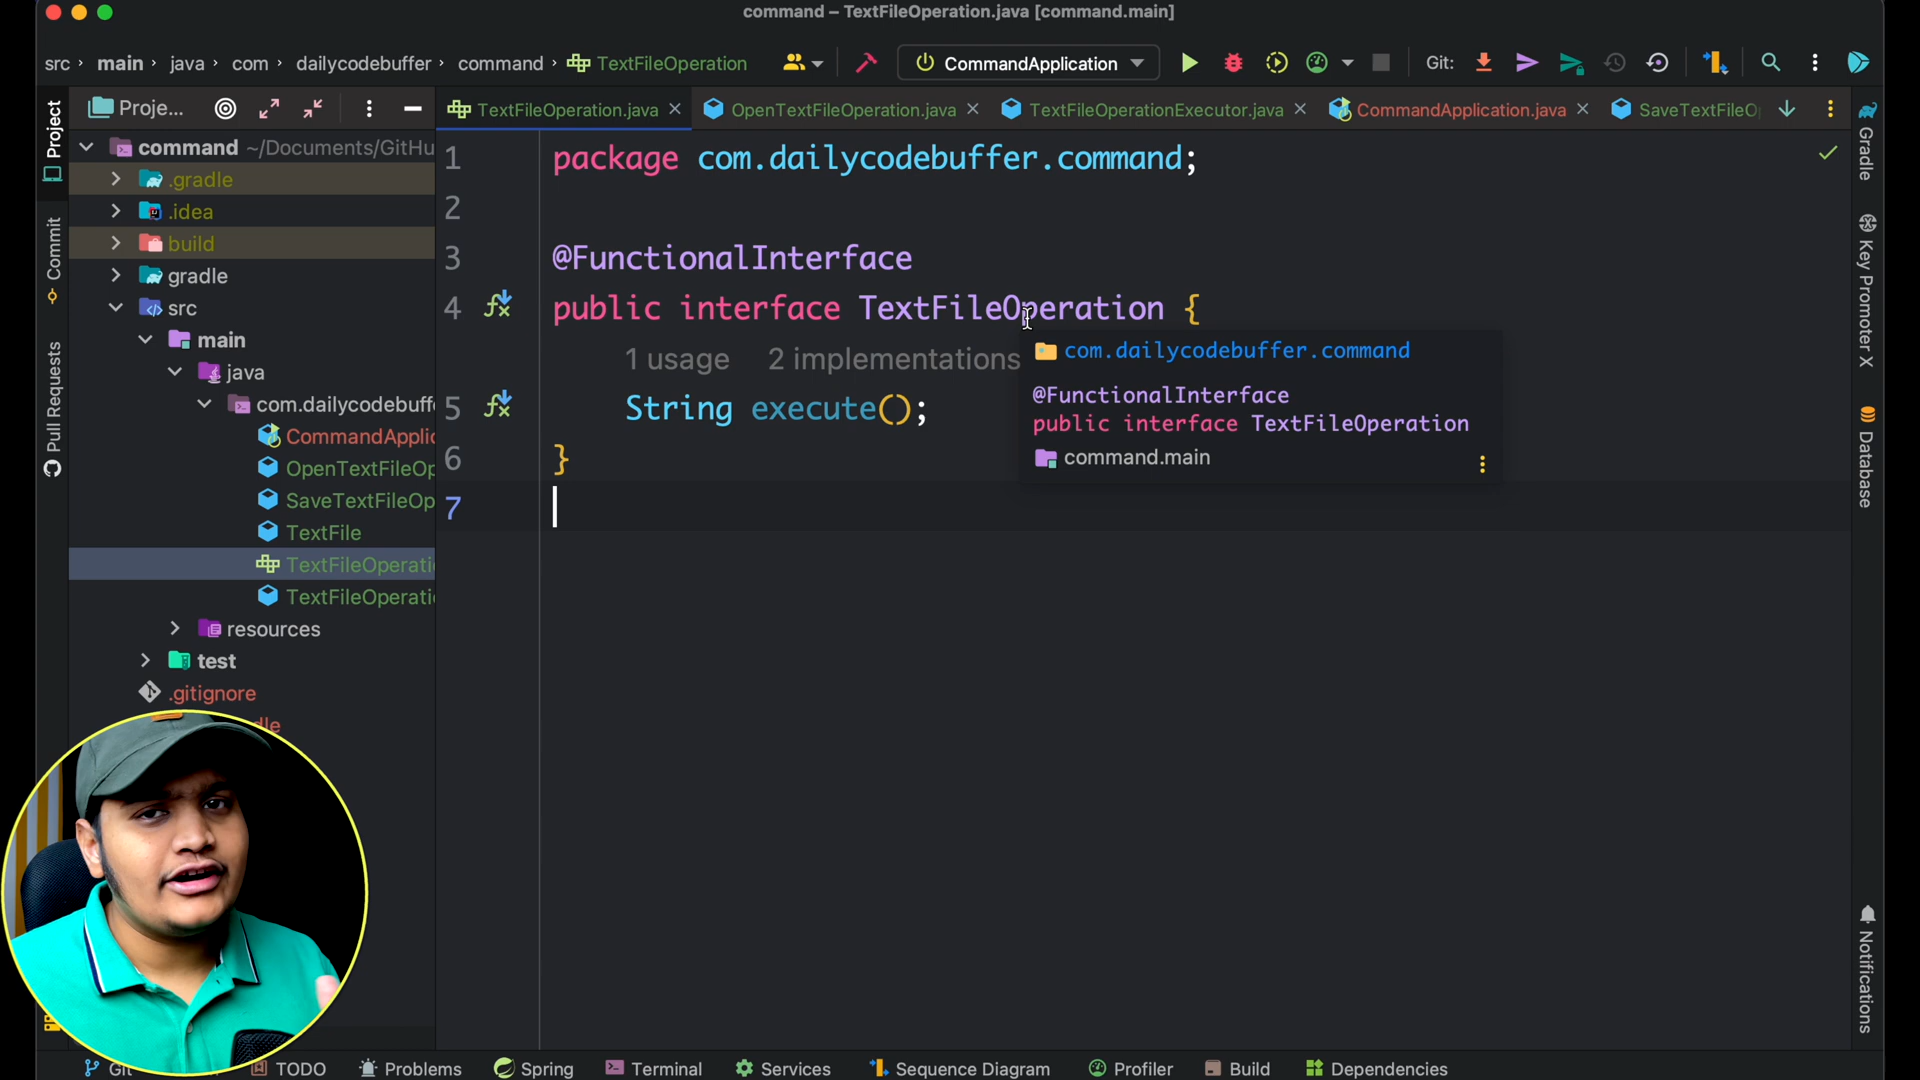 command – TextFileOperation.java [command.main]
src › main › java › com › dailycodebuffer › command › TextFileOperation
CommandApplication
Git:
Project
Proje...
TextFileOperation.java
OpenTextFileOperation.java
TextFileOperationExecutor.java
CommandApplication.java
SaveTextFileO
command ~/Documents/GitHu
.gradle
.idea
build
gradle
src
main
java
com.dailycodebuff
CommandApplic
OpenTextFileOp
SaveTextFileOp
TextFile
TextFileOperati
TextFileOperati
resources
test
.gitignore
Commit
Pull Requests
1 package com.dailycodebuffer.command;
2
3 @FunctionalInterface
4 public interface TextFileOperation {
1 usage 2 implementations
5 String execute();
6 }
7
com.dailycodebuffer.command
@FunctionalInterface
public interface TextFileOperation
command.main
Gradle
Key Promoter X
Database
Notifications
Git
TODO
Problems
Spring
Terminal
Services
Sequence Diagram
Profiler
Build
Dependencies